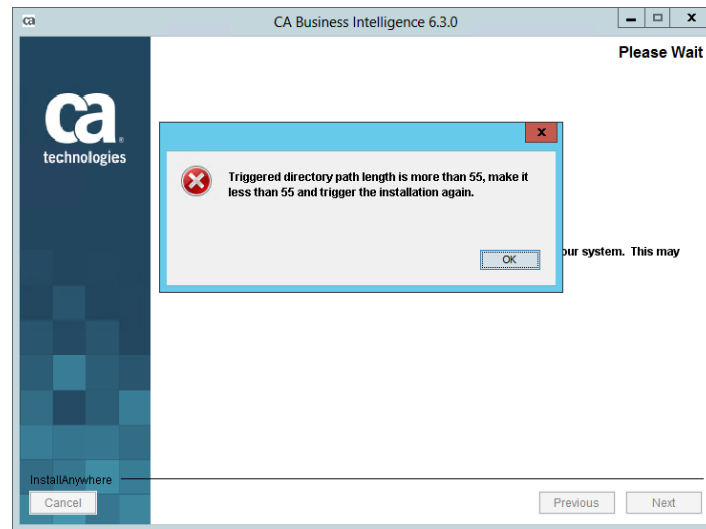 ca
CA Business Intelligence 6.3.0
x
Please Wait
ca
technologies
x
Triggered directory path length is more than 55, make it
less than 55 and trigger the installation again.
OK
our system. This may
InstallAnywhere
Cancel
Previous
Next